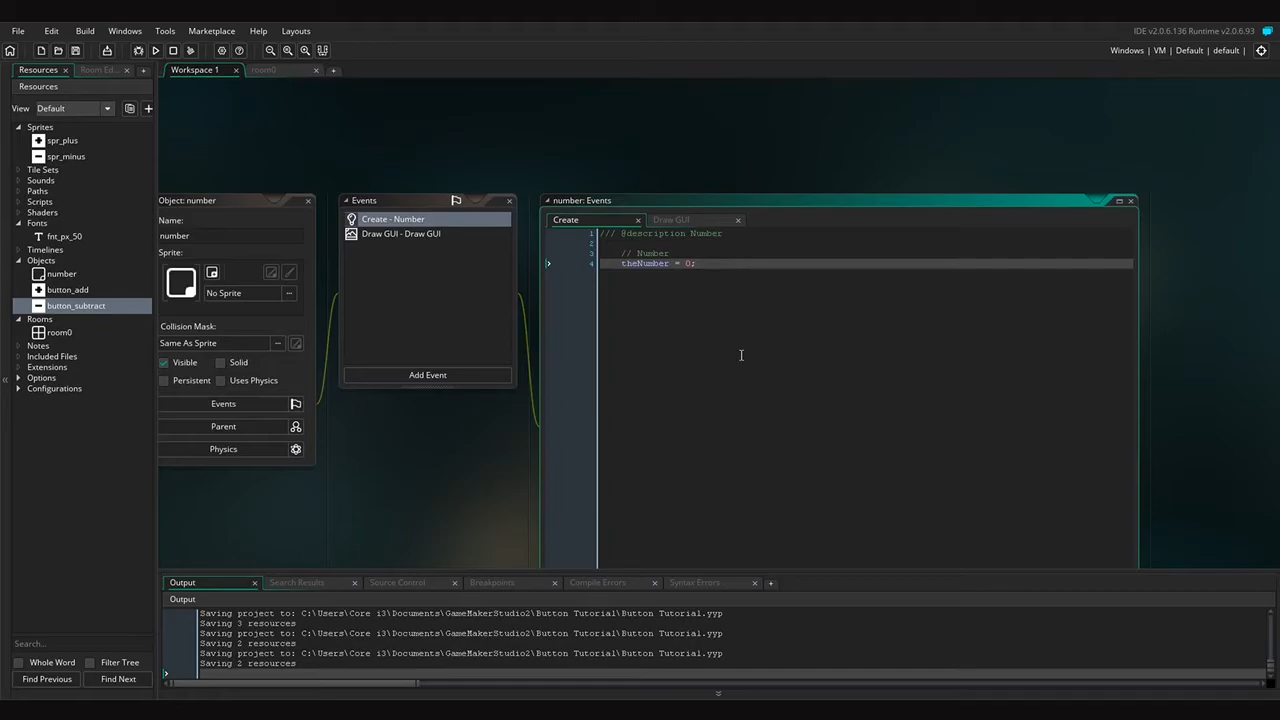 File Edit Build Windows Tools Marketplace Help Layouts
IDE v2.0.6.136 Runtime v2.0.6.93
Windows | VM | Default | default |
Resources
Room Ed...
Workspace 1
room0
Resources
View Default
Sprites
spr_plus
spr_minus
Tile Sets
Sounds
Paths
Scripts
Shaders
Fonts
fnt_px_50
Timelines
Objects
number
button_add
button_subtract
Rooms
room0
Notes
Included Files
Extensions
Options
Configurations
Search...
Whole Word
Filter Tree
Find Previous
Find Next
Object: number
Name:
number
Sprite:
No Sprite
Collision Mask:
Same As Sprite
Visible
Solid
Persistent
Uses Physics
Events
Parent
Physics
Events
Create - Number
Draw GUI - Draw GUI
Add Event
number: Events
Create
Draw GUI
1 /// @description Number
2
3 // Number
4 theNumber = 0;
Output
Search Results
Source Control
Breakpoints
Compile Errors
Syntax Errors
Output
Saving project to: C:\Users\Core i3\Documents\GameMakerStudio2\Button Tutorial\Button Tutorial.yyp
Saving 3 resources
Saving project to: C:\Users\Core i3\Documents\GameMakerStudio2\Button Tutorial\Button Tutorial.yyp
Saving 2 resources
Saving project to: C:\Users\Core i3\Documents\GameMakerStudio2\Button Tutorial\Button Tutorial.yyp
Saving 2 resources